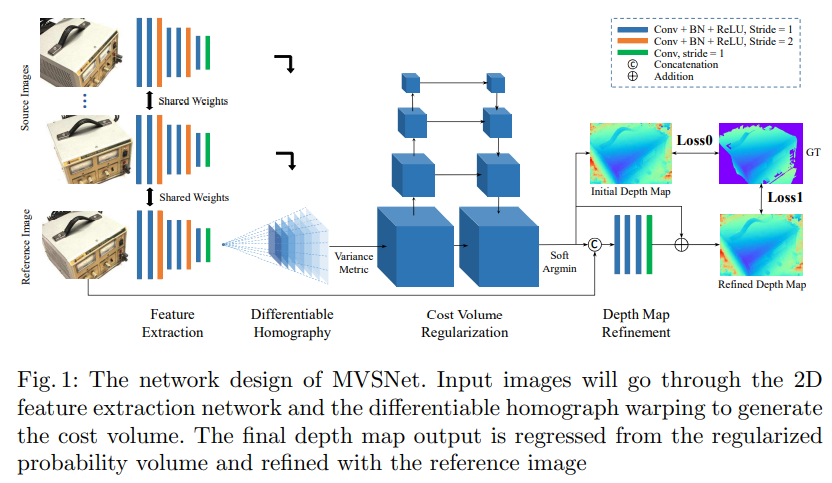 Source Images
Reference Image
Shared Weights
Shared Weights
Conv + BN + ReLU, Stride = 1
Conv + BN + ReLU, Stride = 2
Conv, stride = 1
C Concatenation
Addition
Loss0
GT
Initial Depth Map
Loss1
Variance
Metric
Soft
Argmin
C
Refined Depth Map
Feature
Extraction
Differentiable
Homography
Cost Volume
Regularization
Depth Map
Refinement
Fig. 1: The network design of MVSNet. Input images will go through the 2D
feature extraction network and the differentiable homograph warping to generate
the cost volume. The final depth map output is regressed from the regularized
probability volume and refined with the reference image